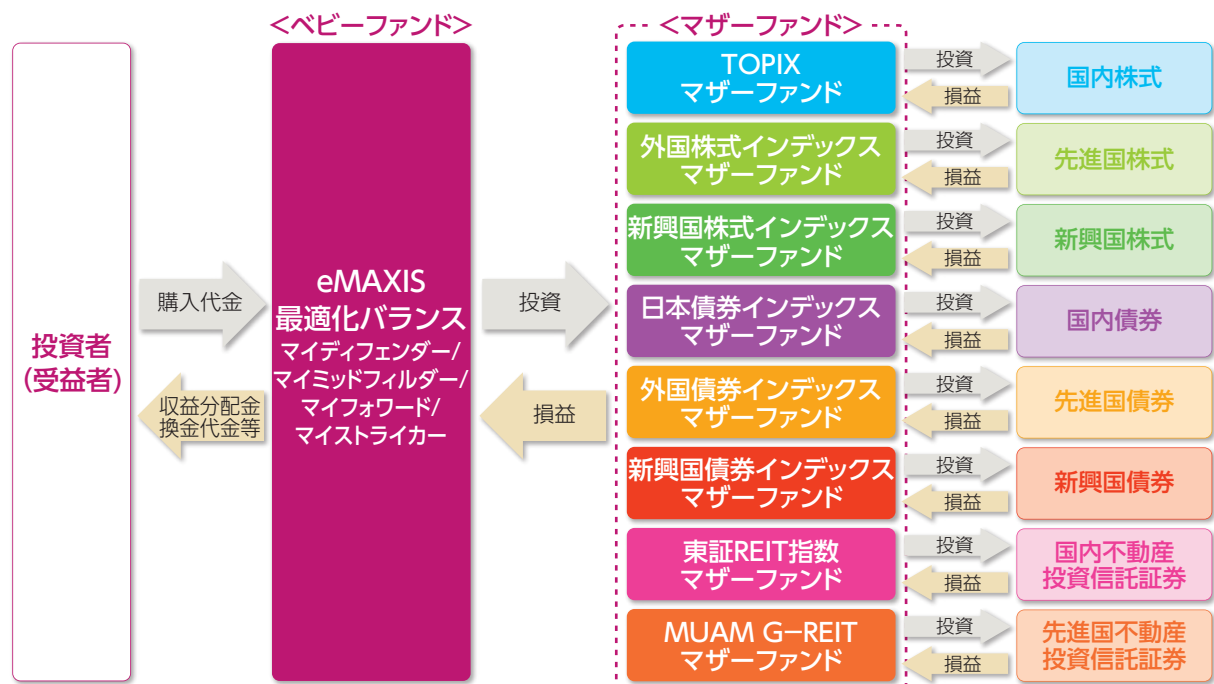 <ベビーファンド>
<マザーファンド>
投資者
(受益者)
購入代金
収益分配金
換金代金等
eMAXIS
最適化バランス
マイディフェンダー/
マイミッドフィルダー/
マイフォワード/
マイストライカー
投資
損益
TOPIX
マザーファンド
投資
損益
国内株式
外国株式インデックス
マザーファンド
投資
損益
先進国株式
新興国株式インデックス
マザーファンド
投資
損益
新興国株式
日本債券インデックス
マザーファンド
投資
損益
国内債券
外国債券インデックス
マザーファンド
投資
損益
先進国債券
新興国債券インデックス
マザーファンド
投資
損益
新興国債券
東証REIT指数
マザーファンド
投資
損益
国内不動産
投資信託証券
MUAM G−REIT
マザーファンド
投資
損益
先進国不動産
投資信託証券